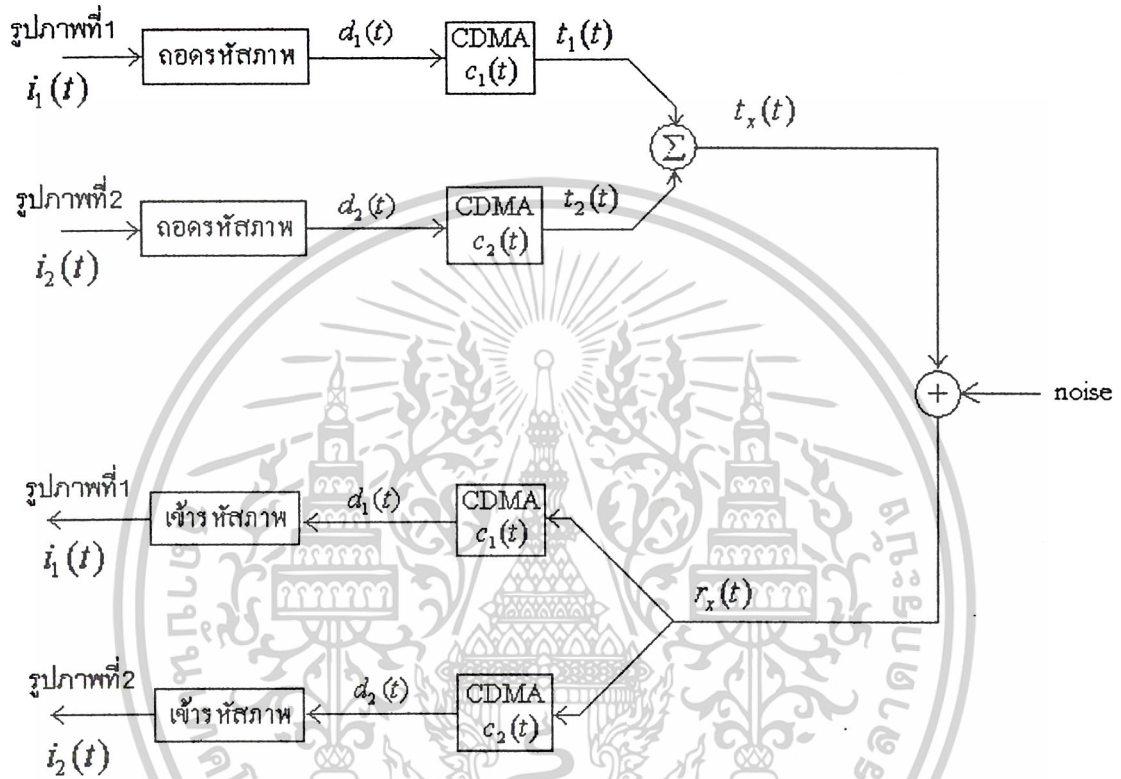 รูปภาพที่1
i₁(t)
ถอดรหัสภาพ
d₁(t)
CDMA
c₁(t)
t₁(t)
Σ
tₓ(t)
รูปภาพที่2
i₂(t)
ถอดรหัสภาพ
d₂(t)
CDMA
c₂(t)
t₂(t)
+
noise
รูปภาพที่1
i₁(t)
เข้ารหัสภาพ
d₁(t)
CDMA
c₁(t)
rₓ(t)
รูปภาพที่2
i₂(t)
เข้ารหัสภาพ
d₂(t)
CDMA
c₂(t)